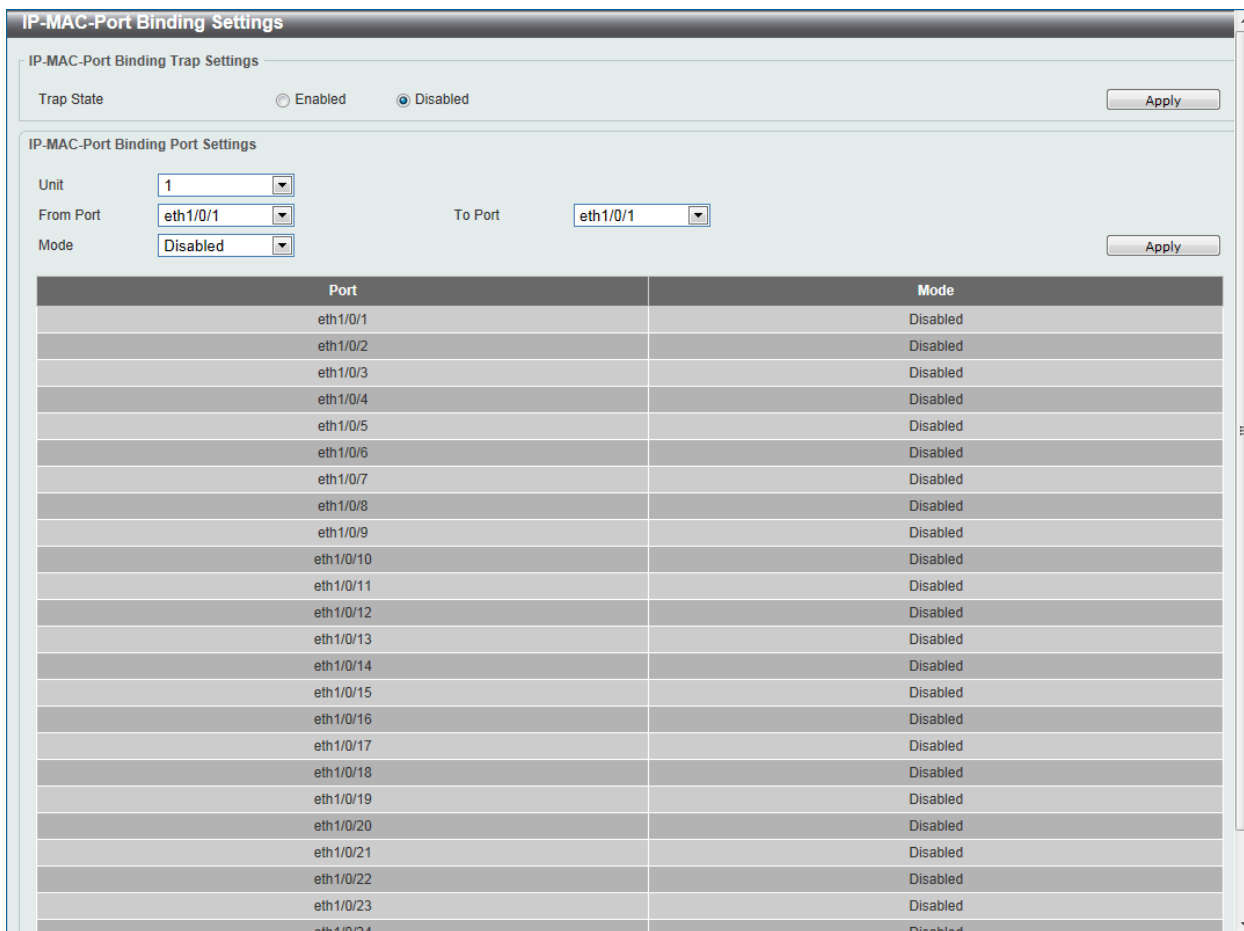 IP-MAC-Port Binding Settings
IP-MAC-Port Binding Trap Settings
Trap State Enabled Disabled Apply
IP-MAC-Port Binding Port Settings
Unit 1
From Port eth1/0/1 To Port eth1/0/1
Mode Disabled Apply
Port Mode
eth1/0/1 Disabled
eth1/0/2 Disabled
eth1/0/3 Disabled
eth1/0/4 Disabled
eth1/0/5 Disabled
eth1/0/6 Disabled
eth1/0/7 Disabled
eth1/0/8 Disabled
eth1/0/9 Disabled
eth1/0/10 Disabled
eth1/0/11 Disabled
eth1/0/12 Disabled
eth1/0/13 Disabled
eth1/0/14 Disabled
eth1/0/15 Disabled
eth1/0/16 Disabled
eth1/0/17 Disabled
eth1/0/18 Disabled
eth1/0/19 Disabled
eth1/0/20 Disabled
eth1/0/21 Disabled
eth1/0/22 Disabled
eth1/0/23 Disabled
eth1/0/24 Disabled